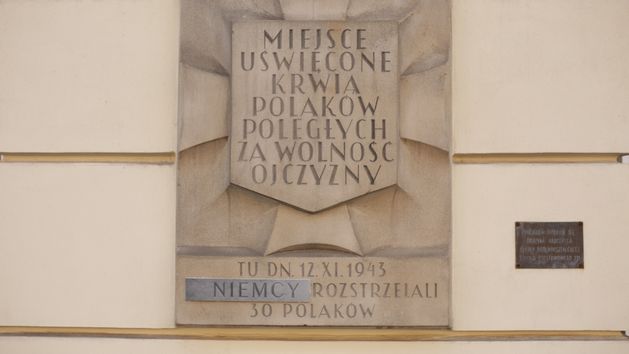 MIEJSCE
UŚWIĘCONE
KRWIĄ
POLAKÓW
POLEGŁYCH
ZA WOLNOŚĆ
OJCZYZNY
TU DN. 12.XI.1943
NIEMCY ROZSTRZELALI
30 POLAKÓW